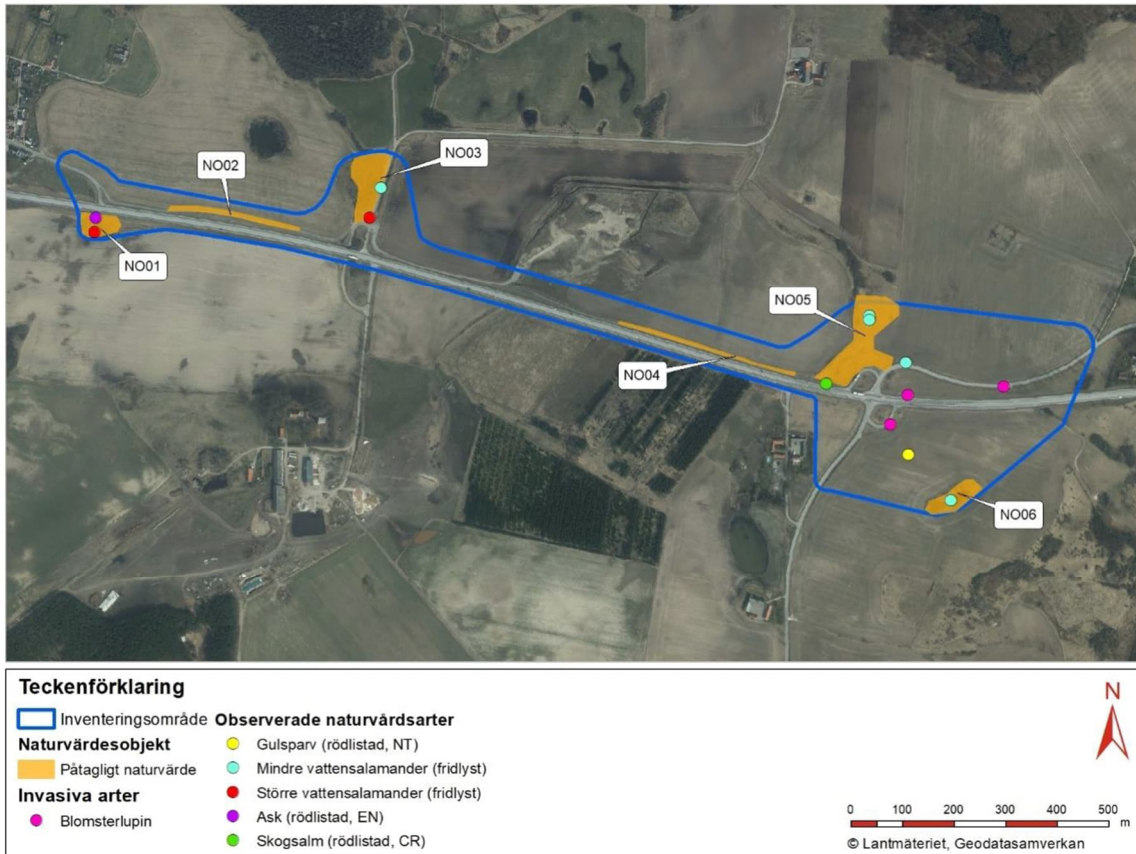 NO02
NO03
NO01
NO05
NO04
NO06
Teckenförklaring
Inventeringsområde
Naturvärdesobjekt
Påtagligt naturvärde
Invasiva arter
Blomsterlupin
Observerade naturvårdsarter
Gulsparv (rödlistad, NT)
Mindre vattensalamander (fridlyst)
Större vattensalamander (fridlyst)
Ask (rödlistad, EN)
Skogsalm (rödlistad, CR)
N
0 100 200 300 400 500
m
© Lantmäteriet, Geodatasamverkan